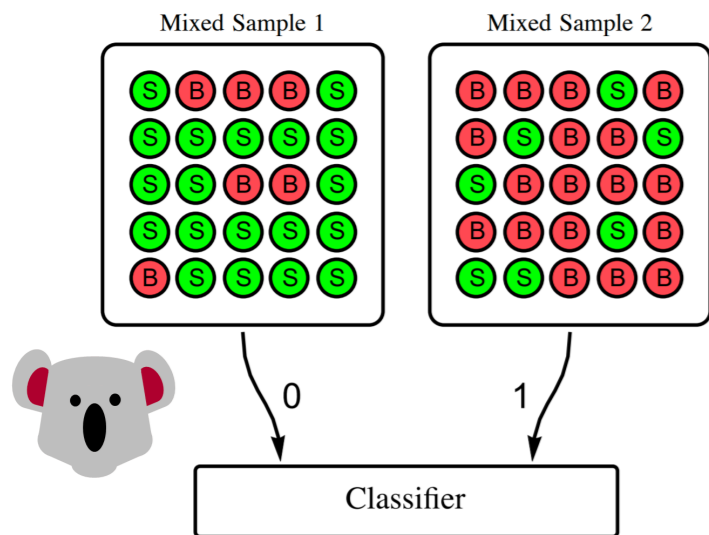 Mixed Sample 1 Mixed Sample 2
S B B B S B B B S B
S S S S S B S B B S
S S B B S S B B B B
S S S S S B B B S B
B S S S S S S B B B
0 1
Classifier